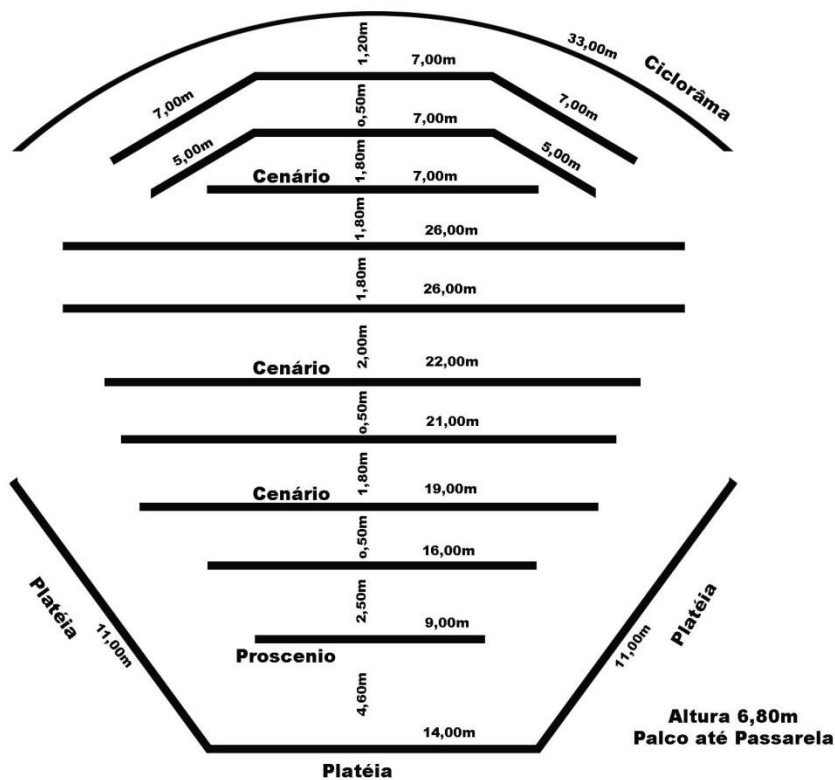 33,00m
Ciclorâma
1,20m
7,00m
7,00m
7,00m
o,50m
7,00m
5,00m
5,00m
1,80m
Cenário
7,00m
1,80m
26,00m
1,80m
26,00m
2,00m
Cenário
22,00m
o,50m
21,00m
1,80m
Cenário
19,00m
o,50m
16,00m
Platéia
11,00m
2,50m
9,00m
Proscenio
Platéia
11,00m
4,60m
14,00m
Platéia
Altura 6,80m
Palco até Passarela